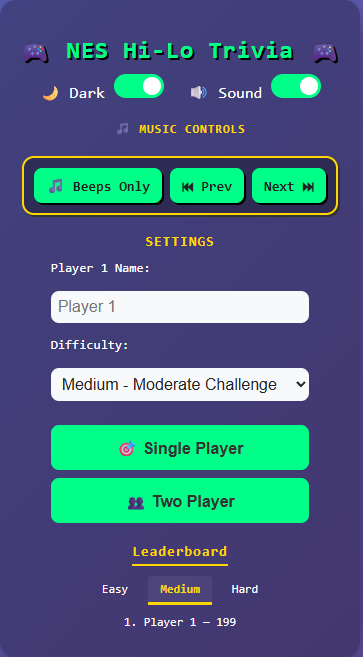 🎮 NES Hi-Lo Trivia 🎮
🌙 Dark 🔊 Sound
🎵 MUSIC CONTROLS
🎵 Beeps Only ⏮ Prev Next ⏭
SETTINGS
Player 1 Name:
Player 1
Difficulty:
Medium - Moderate Challenge
🎯 Single Player
👥 Two Player
Leaderboard
Easy Medium Hard
1. Player 1 — 199